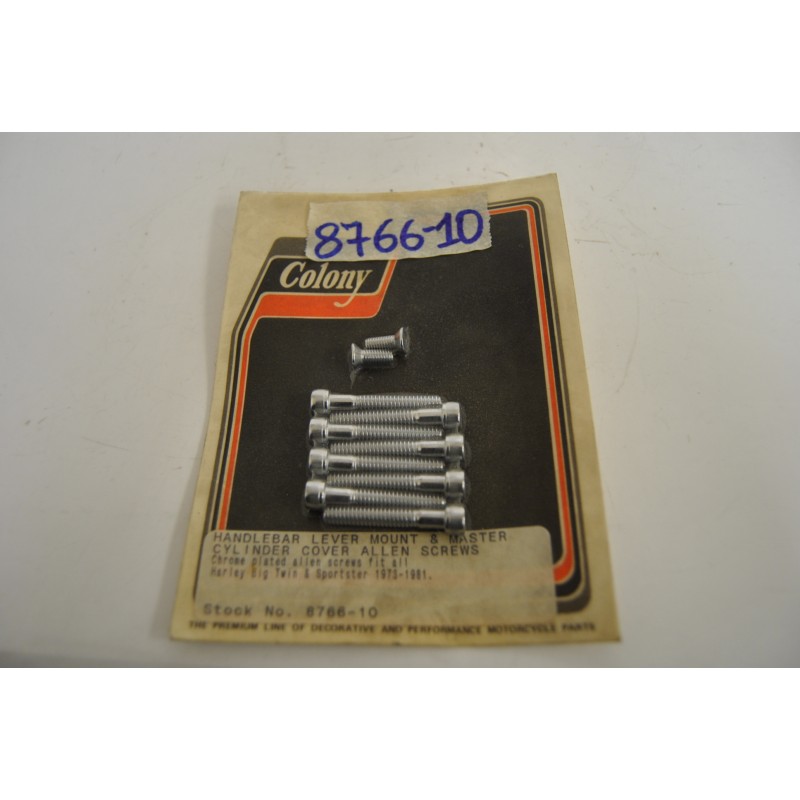 8766-10
Colony
HANDLEBAR LEVER MOUNT & MASTER
CYLINDER COVER ALLEN SCREWS
Chrome plated allen screws fit all
Harley Big Twin & Sportster 1973-1981.
Stock No. 8766-10
THE PREMIUM LINE OF DECORATIVE AND PERFORMANCE MOTORCYCLE PARTS